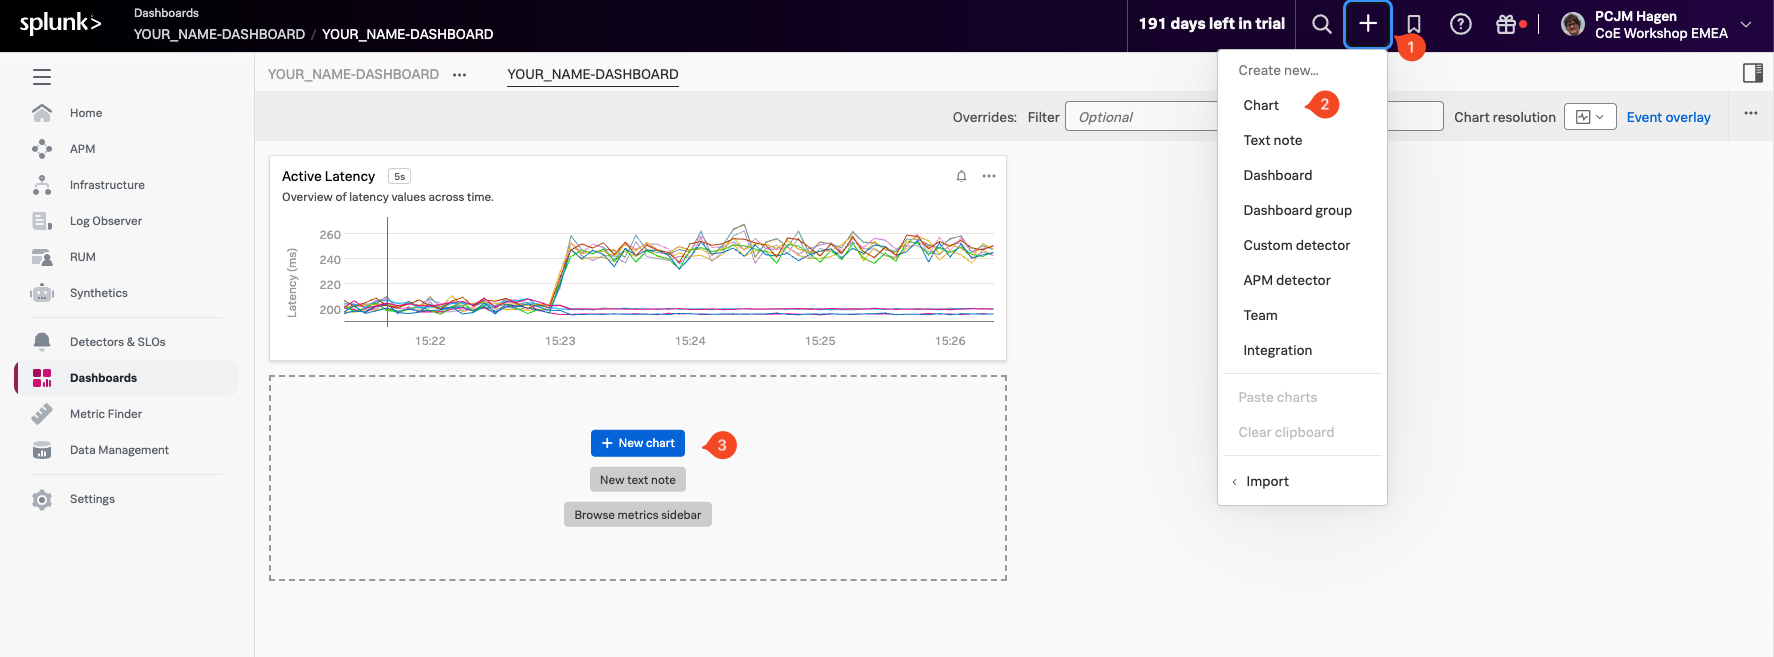 splunk>
Dashboards
YOUR_NAME-DASHBOARD / YOUR_NAME-DASHBOARD
191 days left in trial
PCJM Hagen
CoE Workshop EMEA
1
Home
APM
Infrastructure
Log Observer
RUM
Synthetics
Detectors & SLOs
Dashboards
Metric Finder
Data Management
Settings
YOUR_NAME-DASHBOARD ••• YOUR_NAME-DASHBOARD
Overrides: Filter Optional
Chart resolution
Event overlay
Active Latency 5s
Overview of latency values across time.
Latency (ms)
260
240
220
200
15:22 15:23 15:24 15:25 15:26
+ New chart
3
New text note
Browse metrics sidebar
Create new...
Chart
2
Text note
Dashboard
Dashboard group
Custom detector
APM detector
Team
Integration
Paste charts
Clear clipboard
‹ Import